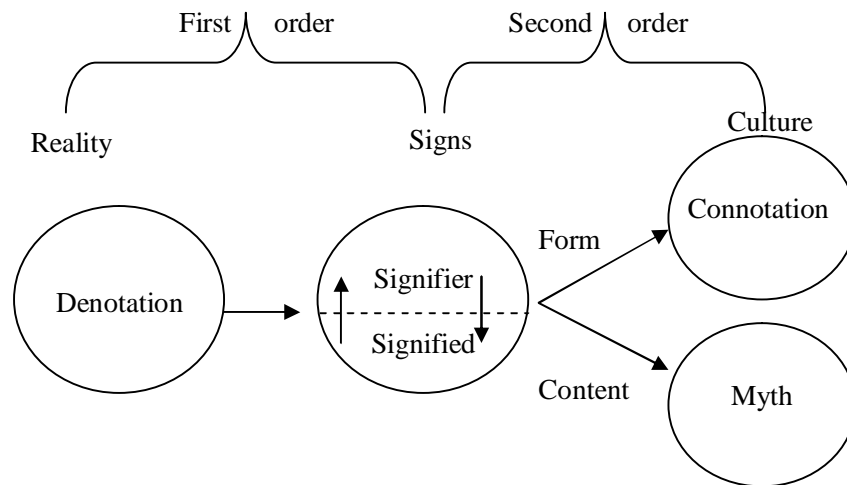 First order
Second order
Reality
Signs
Culture
Denotation
Signifier
Signified
Form
Content
Connotation
Myth